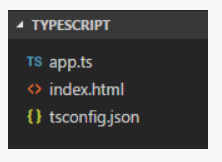 TYPESCRIPT
TS app.ts
<> index.html
{} tsconfig.json